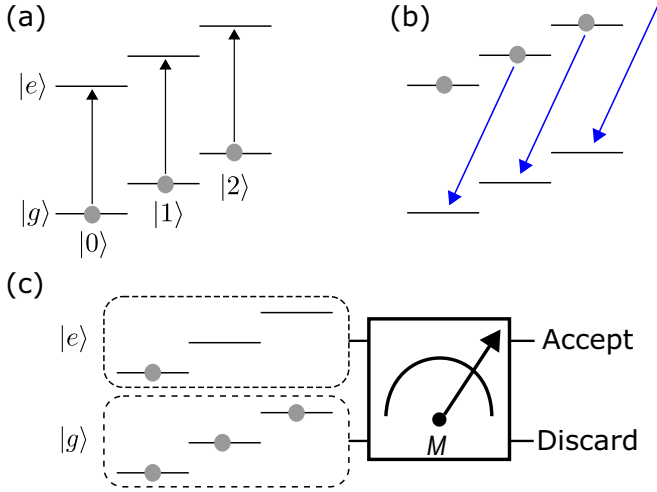 (a)
(b)
|e⟩
|g⟩
|0⟩
|1⟩
|2⟩
(c)
|e⟩
Accept
|g⟩
M
Discard